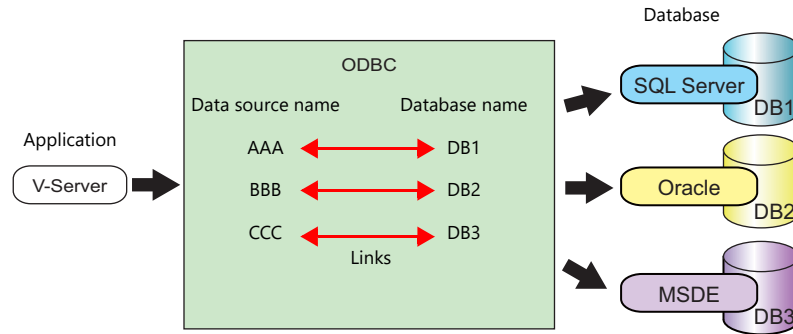 Database
ODBC
Data source name
Database name
SQL Server
DB1
Application
V-Server
AAA
DB1
BBB
DB2
Oracle
DB2
CCC
DB3
Links
MSDE
DB3